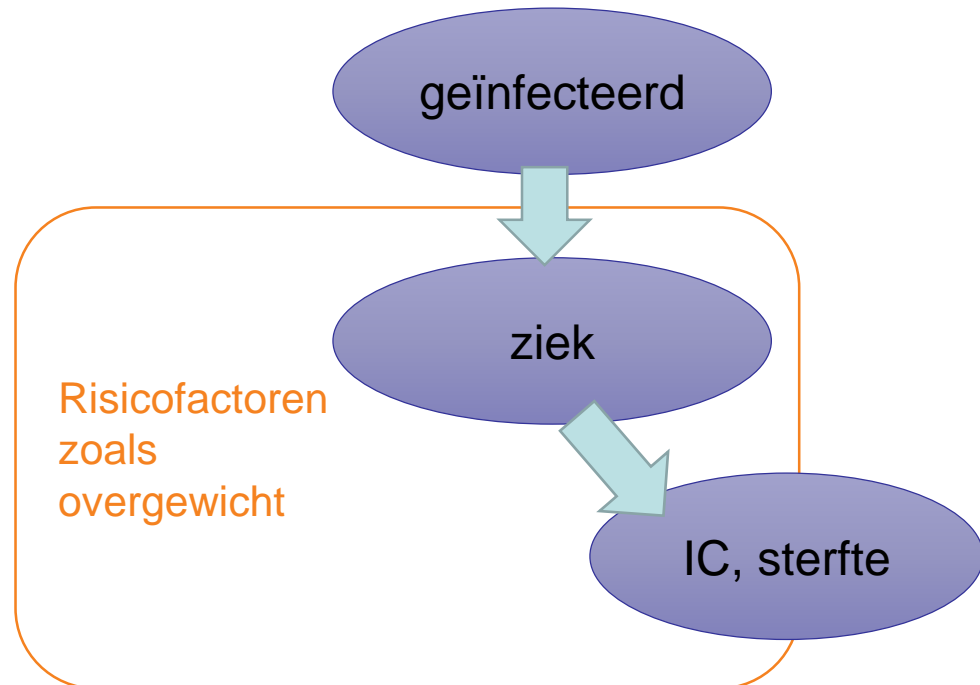 geïnfecteerd
ziek
Risicofactoren
zoals
overgewicht
IC, sterfte